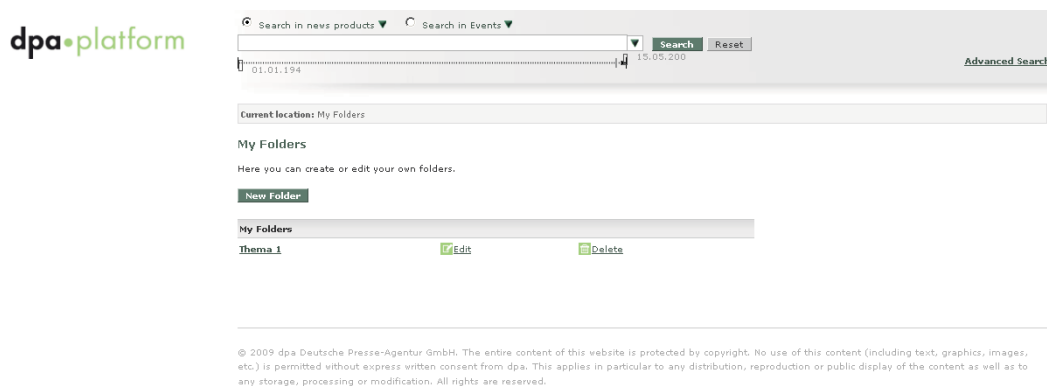 dpa•platform
Search in news products ▼ Search in Events ▼
Search Reset
01.01.194 15.05.200
Advanced Search
Current location: My Folders
My Folders
Here you can create or edit your own folders.
New Folder
My Folders
Thema 1 Edit Delete
© 2009 dpa Deutsche Presse-Agentur GmbH. The entire content of this website is protected by copyright. No use of this content (including text, graphics, images,
etc.) is permitted without express written consent from dpa. This applies in particular to any distribution, reproduction or public display of the content as well as to
any storage, processing or modification. All rights are reserved.